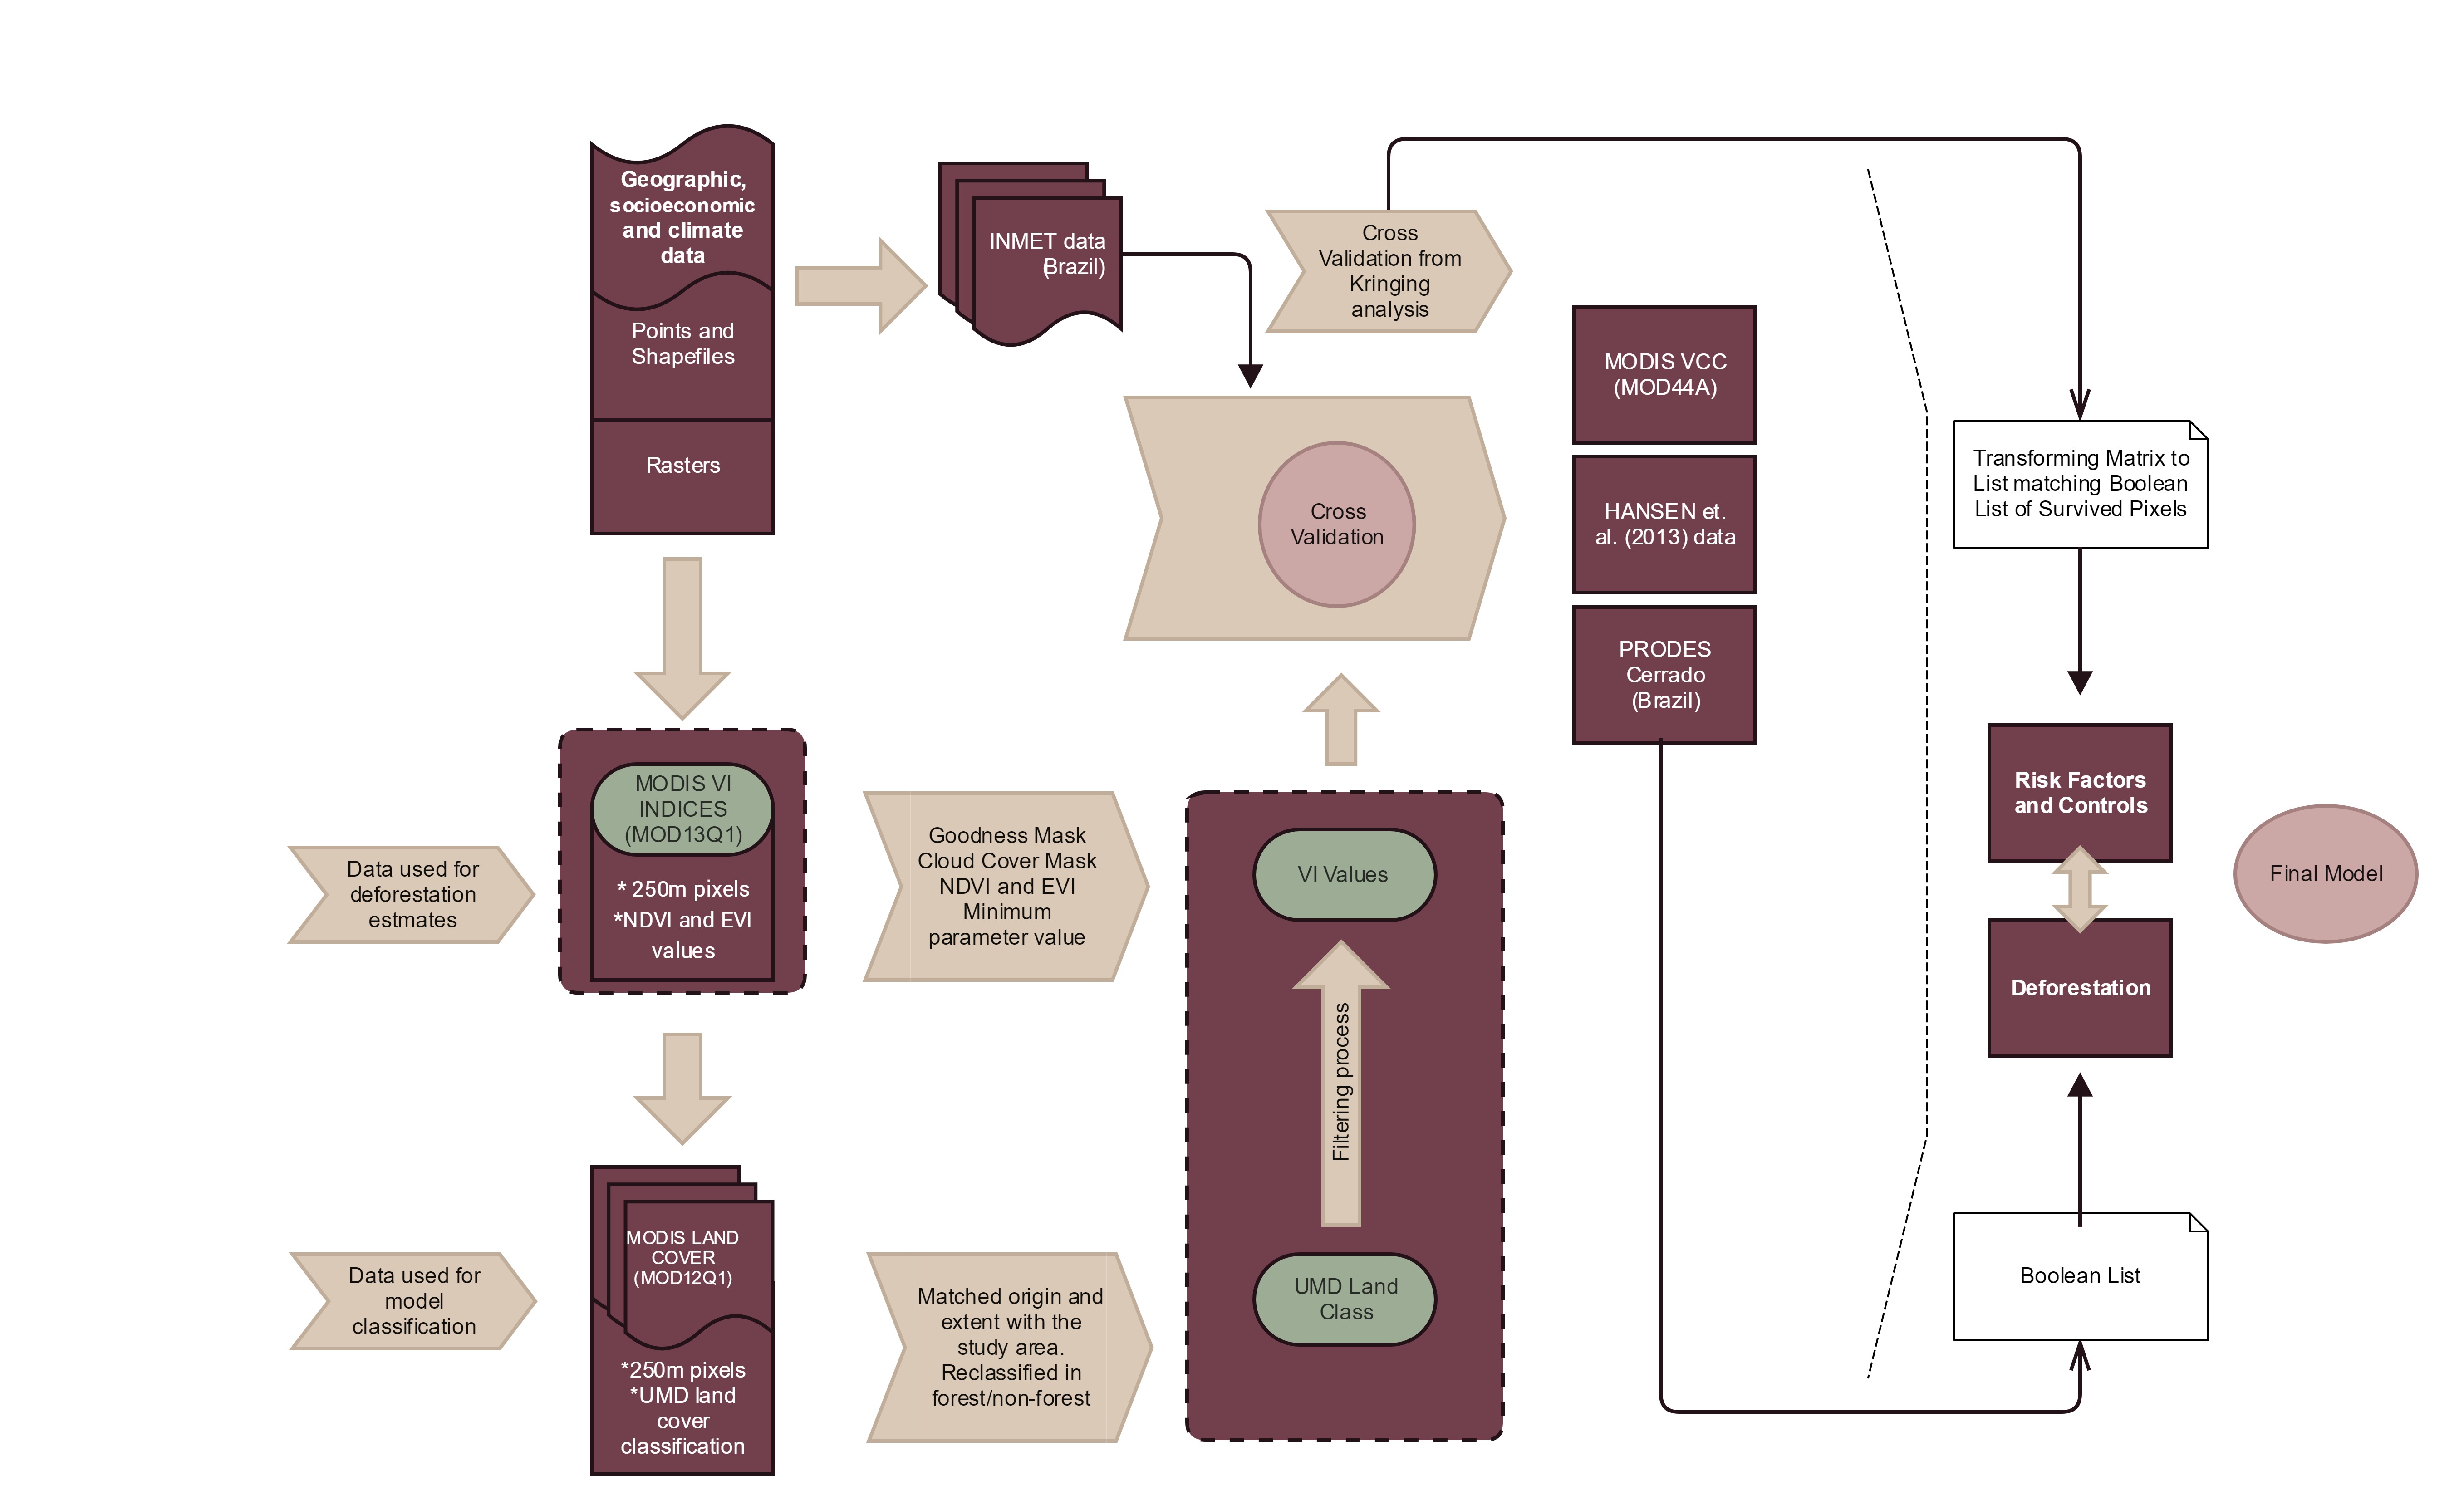 Geographic,
socioeconomic
and climate
data
Points and
Shapefiles
Rasters
INMET data
(Brazil)
Cross
Validation from
Kringing
analysis
MODIS VCC
(MOD44A)
HANSEN et.
al. (2013) data
PRODES
Cerrado
(Brazil)
Cross
Validation
Transforming Matrix to
List matching Boolean
List of Survived Pixels
Data used for
deforestation
estmates
MODIS VI
INDICES
(MOD13Q1)
* 250m pixels
*NDVI and EVI
values
Goodness Mask
Cloud Cover Mask
NDVI and EVI
Minimum
parameter value
VI Values
Filtering process
UMD Land
Class
Risk Factors
and Controls
Deforestation
Final Model
Data used for
model
classification
MODIS LAND
COVER
(MOD12Q1)
*250m pixels
*UMD land
cover
classification
Matched origin and
extent with the
study area.
Reclassified in
forest/non-forest
Boolean List